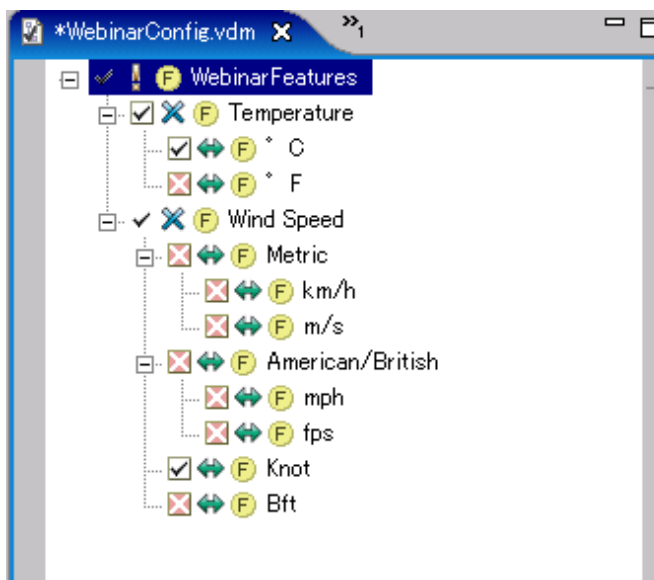 *WebinarConfig.vdm
»1
F WebinarFeatures
F Temperature
F ° C
F ° F
F Wind Speed
F Metric
F km/h
F m/s
F American/British
F mph
F fps
F Knot
F Bft